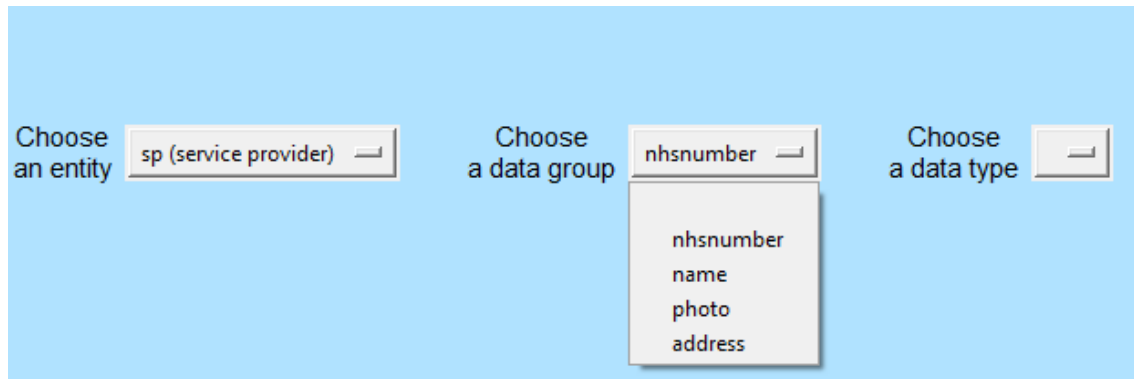 Choose
an entity
sp (service provider)
Choose
a data group
nhsnumber
Choose
a data type
nhsnumber
name
photo
address